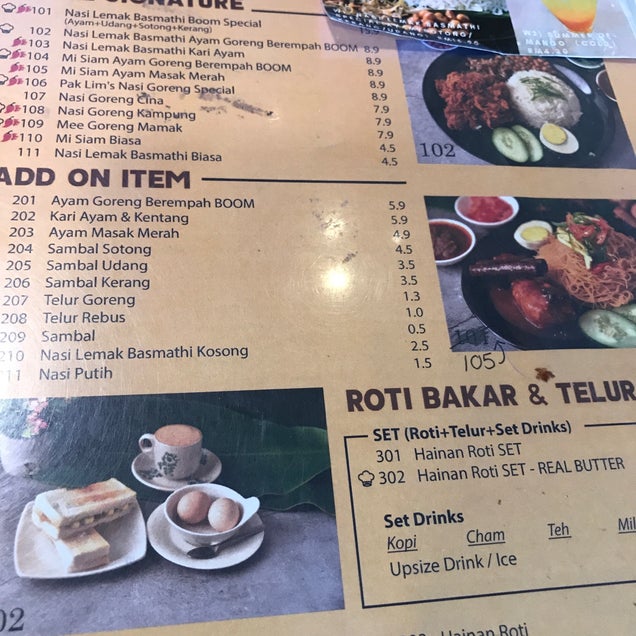 SIGNATURE
101 Nasi Lemak Basmathi Boom Special
(Ayam+Udang+Sotong+Kerang)
102 Nasi Lemak Basmathi Ayam Goreng Berempah BOOM 8.9
103 Nasi Lemak Basmathi Kari Ayam 8.9
104 Mi Siam Ayam Goreng Berempah BOOM 8.9
105 Mi Siam Ayam Masak Merah 8.9
106 Pak Lim's Nasi Goreng Special 8.9
107 Nasi Goreng Cina 7.9
108 Nasi Goreng Kampung 7.9
109 Mee Goreng Mamak 7.9
110 Mi Siam Biasa 4.5
111 Nasi Lemak Basmathi Biasa 4.5
102
ADD ON ITEM
201 Ayam Goreng Berempah BOOM 5.9
202 Kari Ayam & Kentang 5.9
203 Ayam Masak Merah 4.9
204 Sambal Sotong 4.5
205 Sambal Udang 3.5
206 Sambal Kerang 3.5
207 Telur Goreng 1.3
208 Telur Rebus 1.0
209 Sambal 0.5
210 Nasi Lemak Basmathi Kosong 2.5
211 Nasi Putih 1.5
105
ROTI BAKAR & TELUR
SET (Roti+Telur+Set Drinks)
301 Hainan Roti SET
302 Hainan Roti SET - REAL BUTTER
Set Drinks
Kopi Cham Teh
Upsize Drink / Ice
Hainan Roti
02